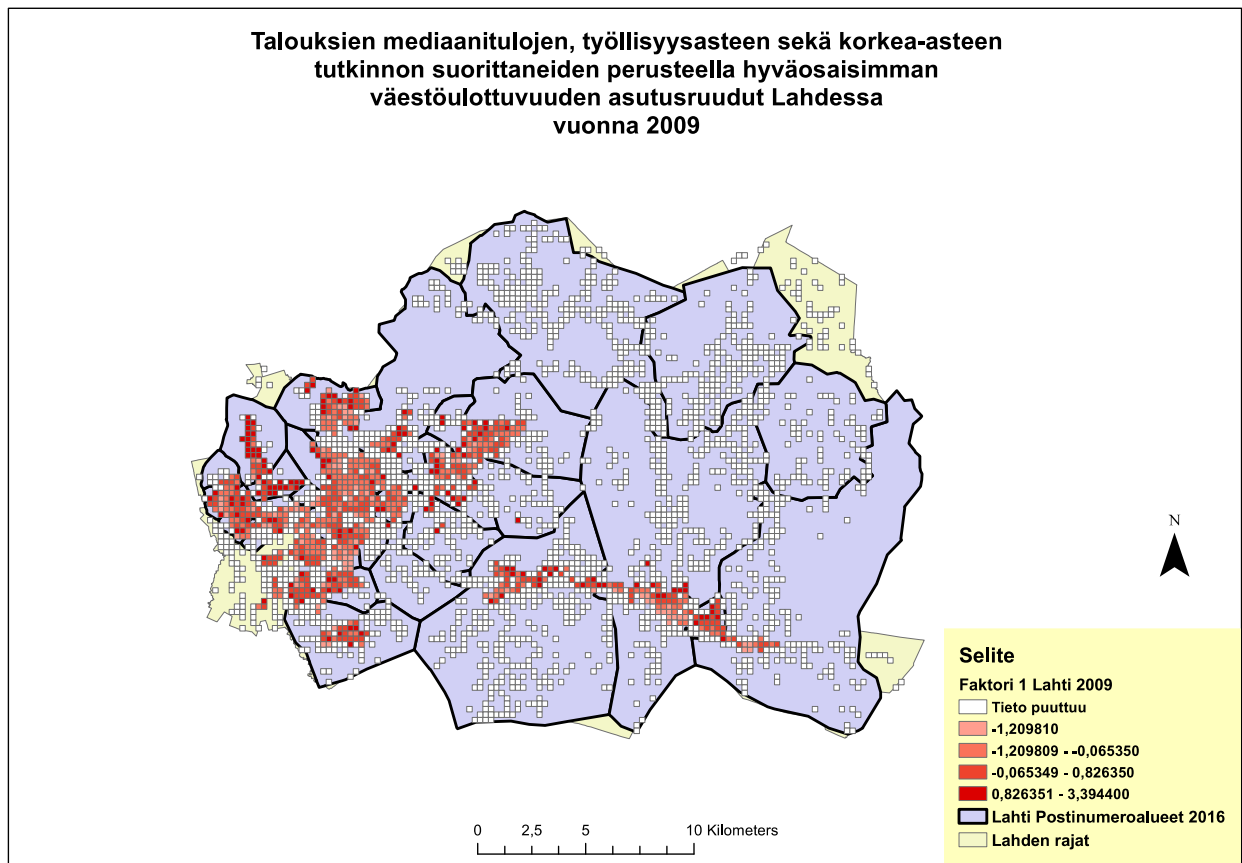 Talouksien mediaanitulojen, työllisyysasteen sekä korkea-asteen
tutkinnon suorittaneiden perusteella hyväosaisimman
väestöulottuvuuden asutusruudut Lahdessa
vuonna 2009
N
Selite
Faktori 1 Lahti 2009
Tieto puuttuu
-1,209810
-1,209809 - -0,065350
-0,065349 - 0,826350
0,826351 - 3,394400
Lahti Postinumeroalueet 2016
Lahden rajat
0 2,5 5 10 Kilometers